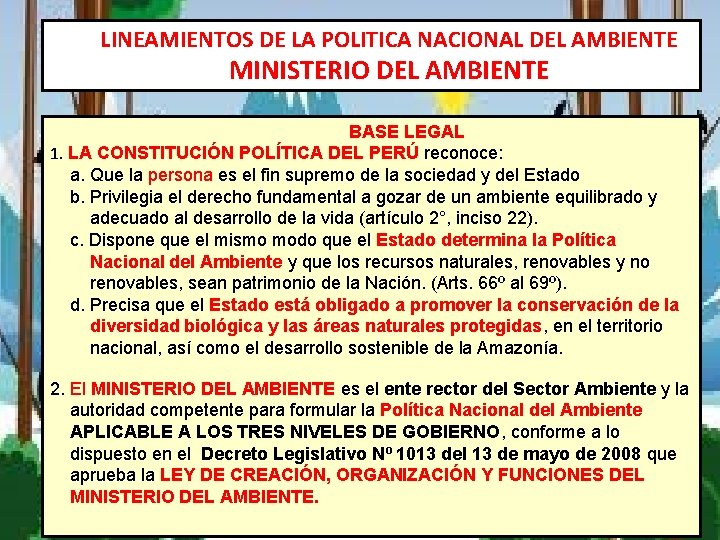 LINEAMIENTOS DE LA POLITICA NACIONAL DEL AMBIENTE
MINISTERIO DEL AMBIENTE
BASE LEGAL
1. LA CONSTITUCIÓN POLÍTICA DEL PERÚ reconoce:
a. Que la persona es el fin supremo de la sociedad y del Estado
b. Privilegia el derecho fundamental a gozar de un ambiente equilibrado y
adecuado al desarrollo de la vida (artículo 2°, inciso 22).
c. Dispone que el mismo modo que el Estado determina la Política
Nacional del Ambiente y que los recursos naturales, renovables y no
renovables, sean patrimonio de la Nación. (Arts. 66º al 69º).
d. Precisa que el Estado está obligado a promover la conservación de la
diversidad biológica y las áreas naturales protegidas, en el territorio
nacional, así como el desarrollo sostenible de la Amazonía.
2. El MINISTERIO DEL AMBIENTE es el ente rector del Sector Ambiente y la
autoridad competente para formular la Política Nacional del Ambiente
APLICABLE A LOS TRES NIVELES DE GOBIERNO, conforme a lo
dispuesto en el Decreto Legislativo Nº 1013 del 13 de mayo de 2008 que
aprueba la LEY DE CREACIÓN, ORGANIZACIÓN Y FUNCIONES DEL
MINISTERIO DEL AMBIENTE.